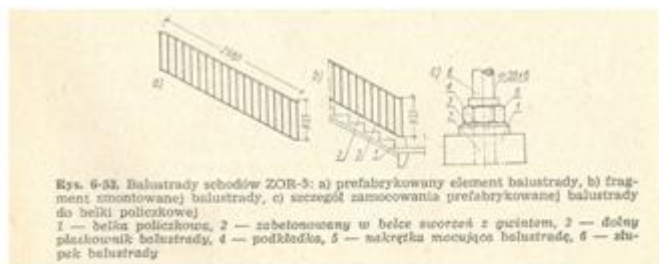 2980
a)
b)
c)
Rys. 6-53. Balustrady schodów ZOR-5: a) prefabrykowany element balustrady, b) frag-
ment zmontowanej balustrady, c) szczegół zamocowania prefabrykowanej balustrady
do belki policzkowej
1 — belka policzkowa, 2 — zabetonowany w belce sworzeń z gwintem, 3 — dolny
płaskownik balustrady, 4 — podkładka, 5 — nakrętka mocująca balustradę, 6 — słu-
pek balustrady